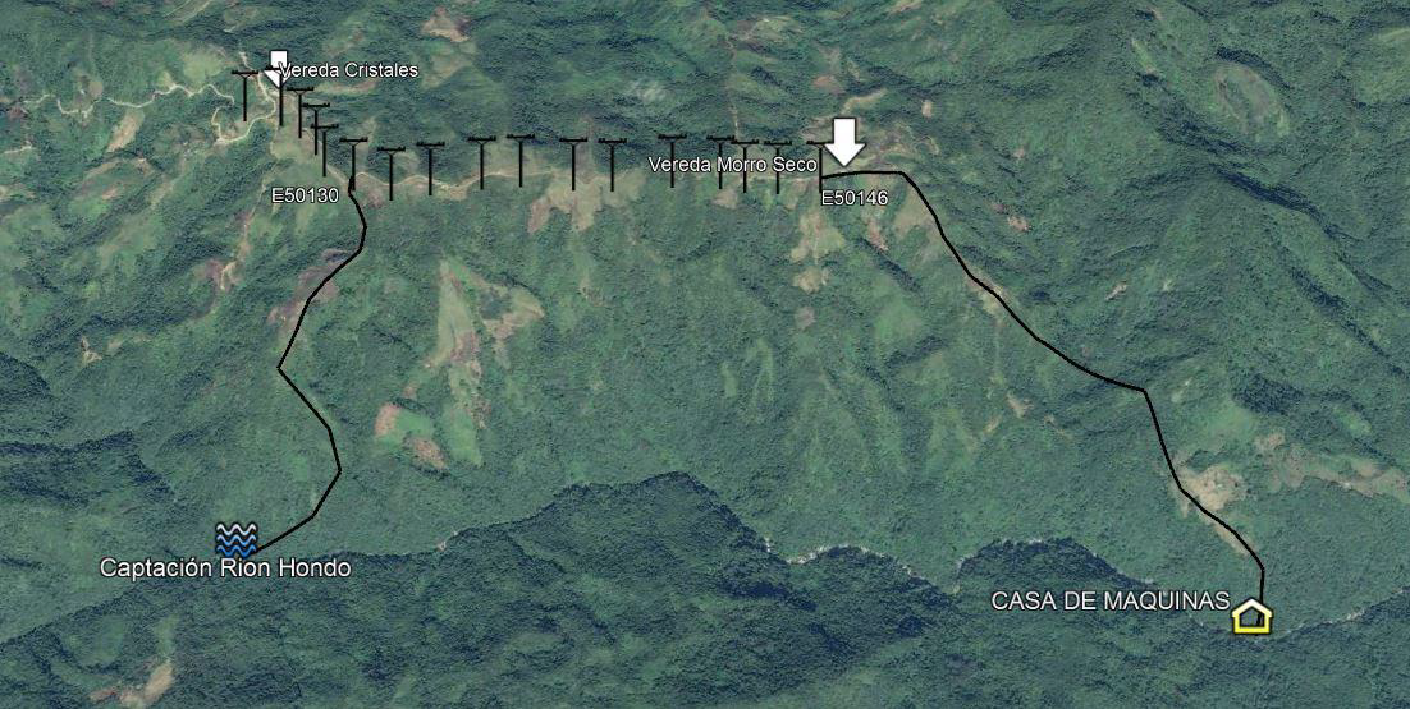 Vereda Cristales
Vereda Morro Seco
E50130
E50146
Captación Rion Hondo
CASA DE MAQUINAS